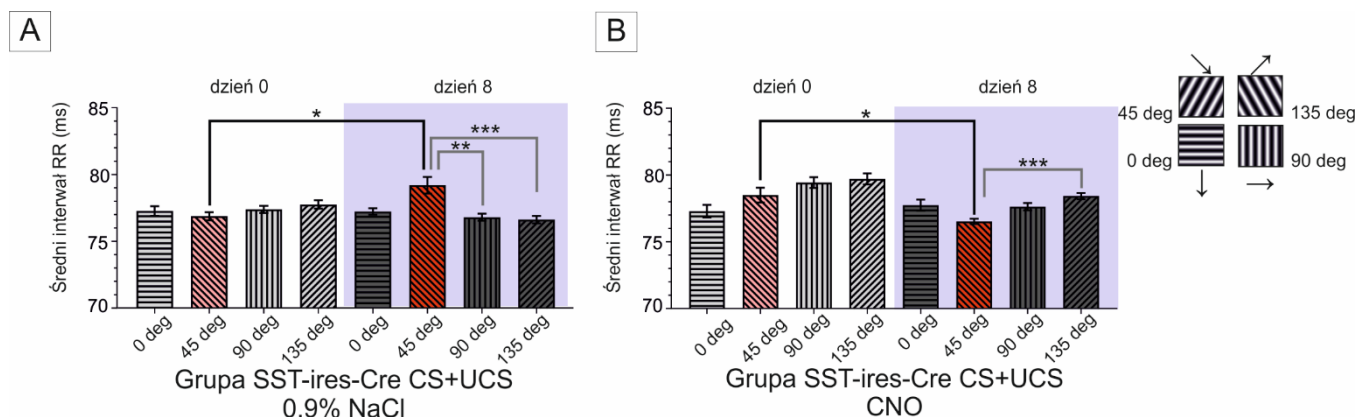 A
dzień 0
dzień 8
Średni interwał RR (ms)
85
80
75
70
*
***
**
0 deg
45 deg
90 deg
135 deg
0 deg
45 deg
90 deg
135 deg
Grupa SST-ires-Cre CS+UCS
0.9% NaCl
B
dzień 0
dzień 8
Średni interwał RR (ms)
85
80
75
70
*
***
0 deg
45 deg
90 deg
135 deg
0 deg
45 deg
90 deg
135 deg
Grupa SST-ires-Cre CS+UCS
CNO
45 deg
135 deg
0 deg
90 deg